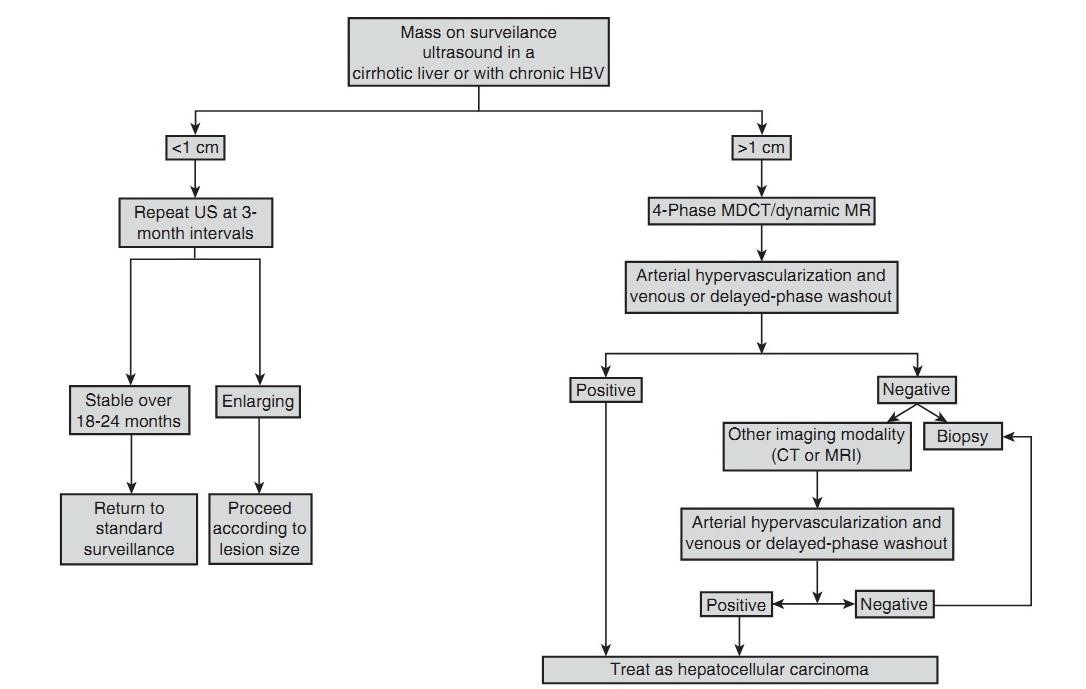 Mass on surveilance
ultrasound in a
cirrhotic liver or with chronic HBV
<1 cm
>1 cm
Repeat US at 3-
month intervals
4-Phase MDCT/dynamic MR
Arterial hypervascularization and
venous or delayed-phase washout
Stable over
18-24 months
Enlarging
Positive
Negative
Other imaging modality
(CT or MRI)
Biopsy
Return to
standard
surveillance
Proceed
according to
lesion size
Arterial hypervascularization and
venous or delayed-phase washout
Positive
Negative
Treat as hepatocellular carcinoma